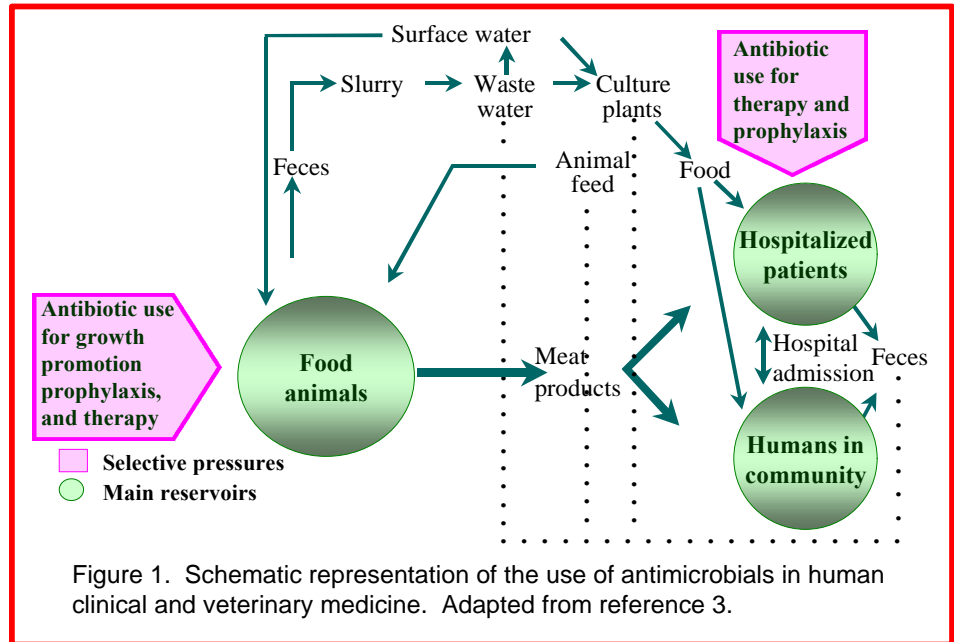 Surface water
Slurry
Waste
water
Culture
plants
Antibiotic
use for
therapy and
prophylaxis
Feces
Animal
feed
Food
Hospitalized
patients
Antibiotic use
for growth
promotion
prophylaxis,
and therapy
Food
animals
Meat
products
Hospital
admission
Feces
Humans in
community
Selective pressures
Main reservoirs
Figure 1.  Schematic representation of the use of antimicrobials in human
clinical and veterinary medicine.  Adapted from reference 3.